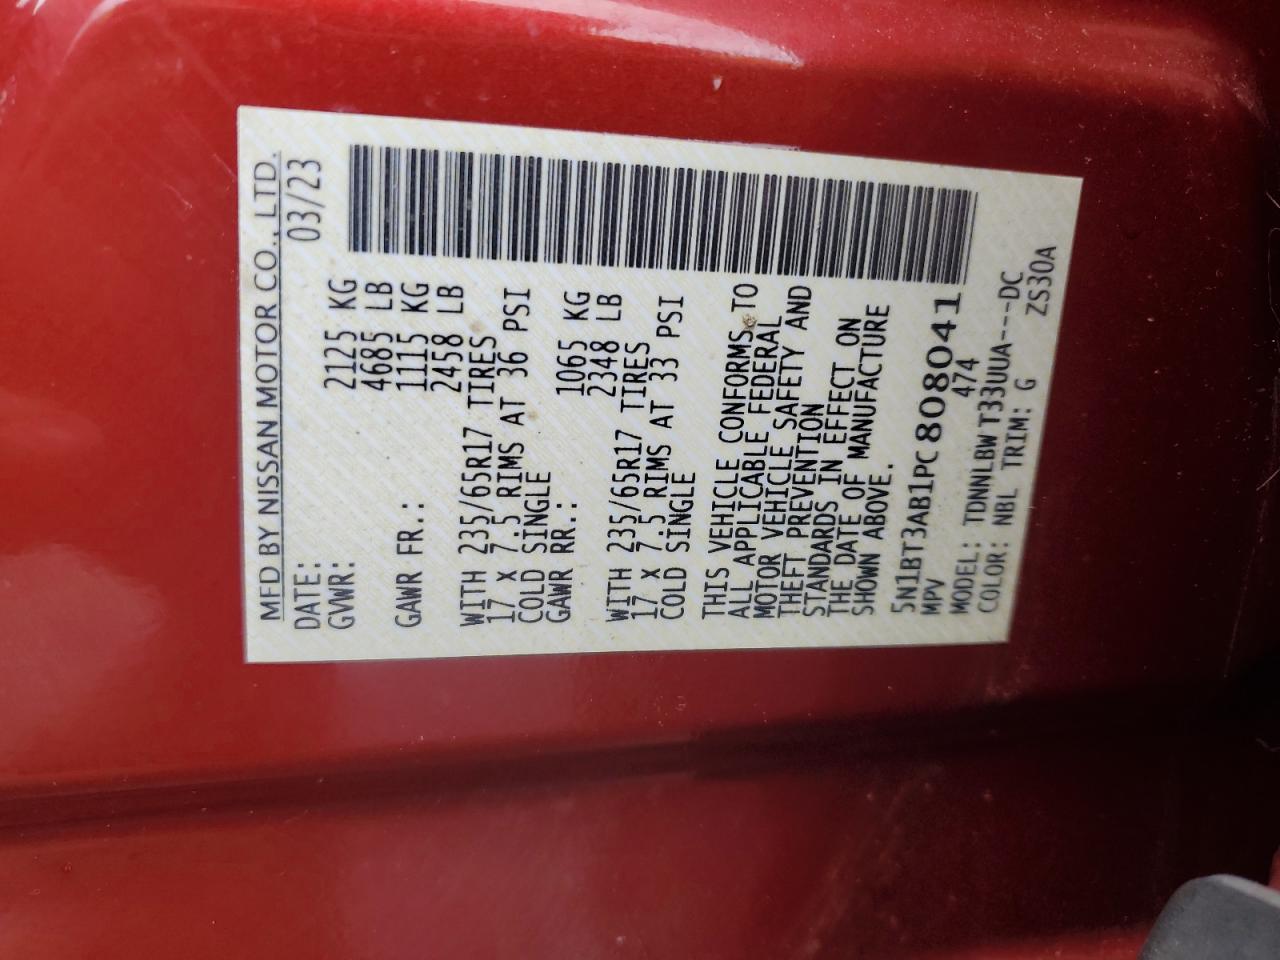 MFD BY NISSAN MOTOR CO., LTD.
DATE: 03/23
GVWR: 2125 KG
4685 LB
GAWR FR.: 1115 KG
2458 LB
WITH 235/65R17 TIRES
17 X 7.5 RIMS AT 36 PSI
COLD SINGLE
GAWR RR.: 1065 KG
2348 LB
WITH 235/65R17 TIRES
17 X 7.5 RIMS AT 33 PSI
COLD SINGLE
THIS VEHICLE CONFORMS TO
ALL APPLICABLE FEDERAL
MOTOR VEHICLE SAFETY AND
THEFT PREVENTION
STANDARDS IN EFFECT ON
THE DATE OF MANUFACTURE
SHOWN ABOVE.
5N1BT3AB1PC808041
MPV 474
MODEL: TDNNLBW T33UUA----DC
COLOR: NBL TRIM: G ZS30A